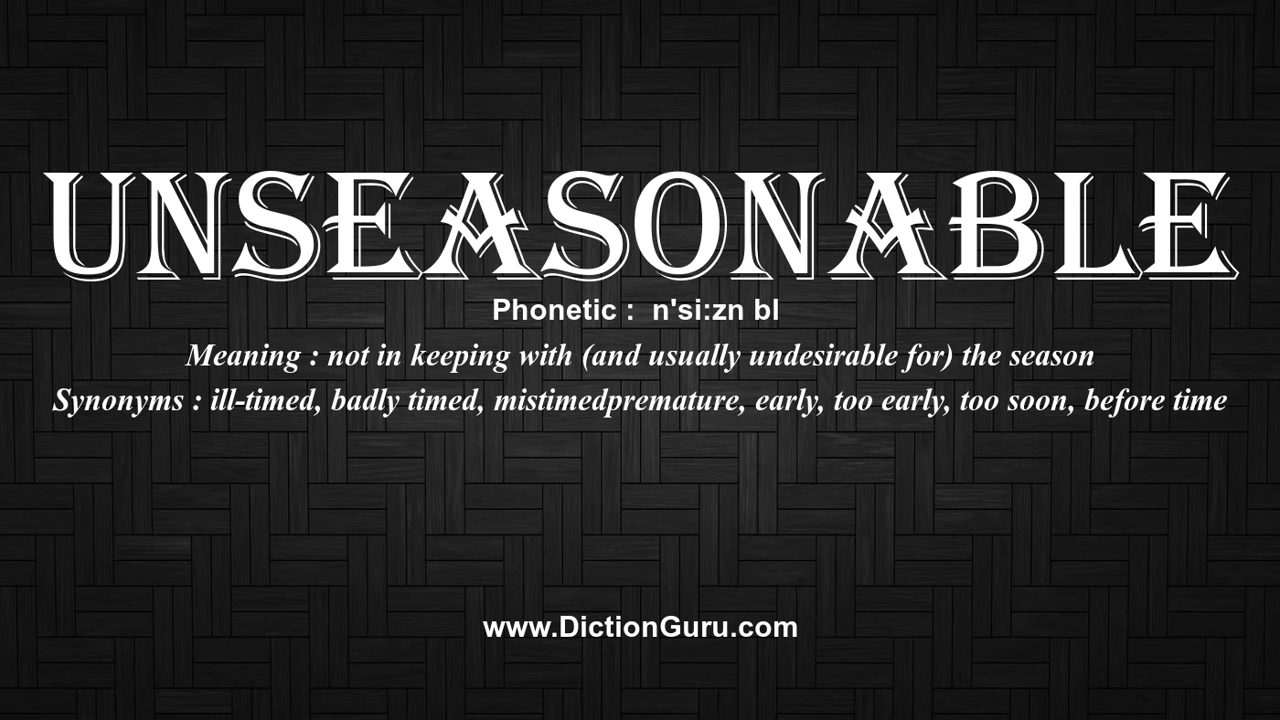 UNSEASONABLE
Phonetic :  n'si:zn bl
Meaning : not in keeping with (and usually undesirable for) the season
Synonyms : ill-timed, badly timed, mistimedpremature, early, too early, too soon, before time
www.DictionGuru.com